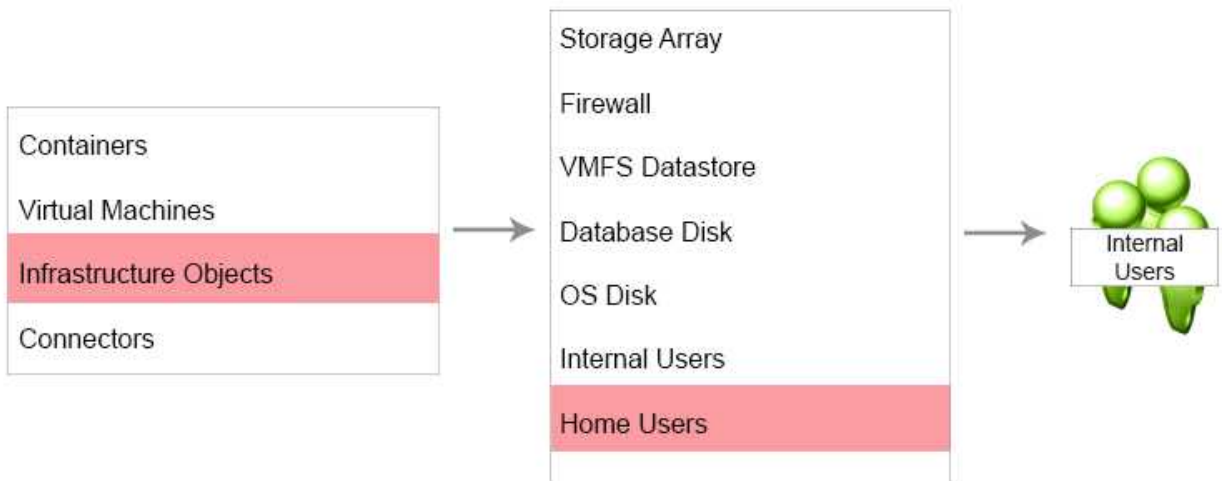 Containers
Virtual Machines
Infrastructure Objects
Connectors
Storage Array
Firewall
VMFS Datastore
Database Disk
OS Disk
Internal Users
Home Users
Internal
Users